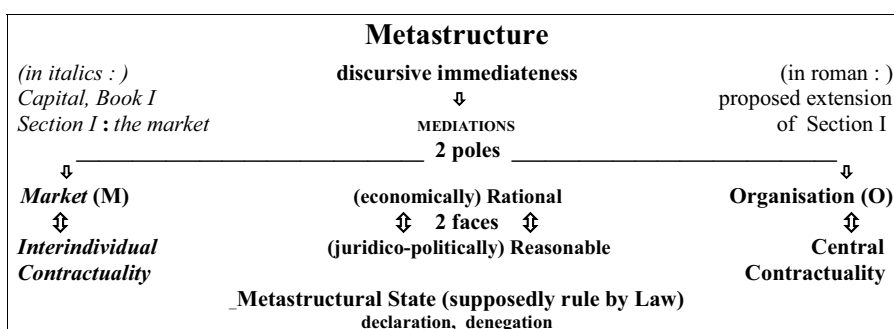 Metastructure
(in italics : ) discursive immediateness (in roman : )
Capital, Book I ⇩ proposed extension
Section I : the market MEDIATIONS of Section I
2 poles
⇩ ⇩
Market (M) (economically) Rational Organisation (O)
⇕ ⇕ 2 faces ⇕ ⇕
Interindividual (juridico-politically) Reasonable Central
Contractuality Contractuality
_Metastructural State (supposedly rule by Law)
declaration, denegation